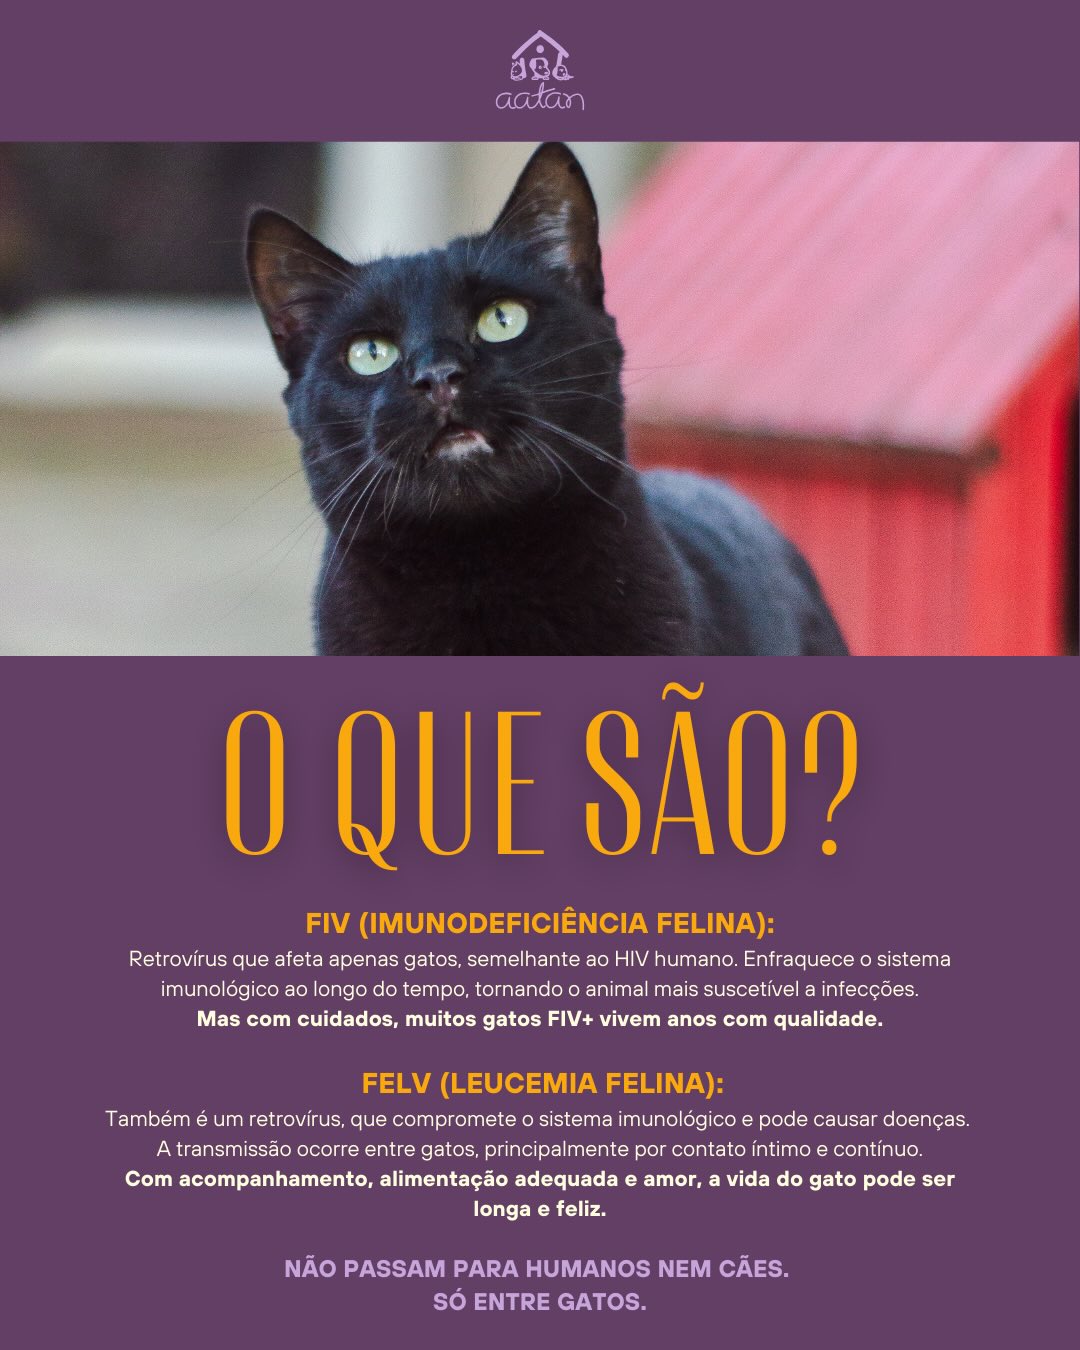 aatan
O QUE SÃO?
FIV (IMUNODEFICIÊNCIA FELINA):
Retrovírus que afeta apenas gatos, semelhante ao HIV humano. Enfraquece o sistema
imunológico ao longo do tempo, tornando o animal mais suscetível a infecções.
Mas com cuidados, muitos gatos FIV+ vivem anos com qualidade.
FELV (LEUCEMIA FELINA):
Também é um retrovírus, que compromete o sistema imunológico e pode causar doenças.
A transmissão ocorre entre gatos, principalmente por contato íntimo e contínuo.
Com acompanhamento, alimentação adequada e amor, a vida do gato pode ser
longa e feliz.
NÃO PASSAM PARA HUMANOS NEM CÃES.
SÓ ENTRE GATOS.